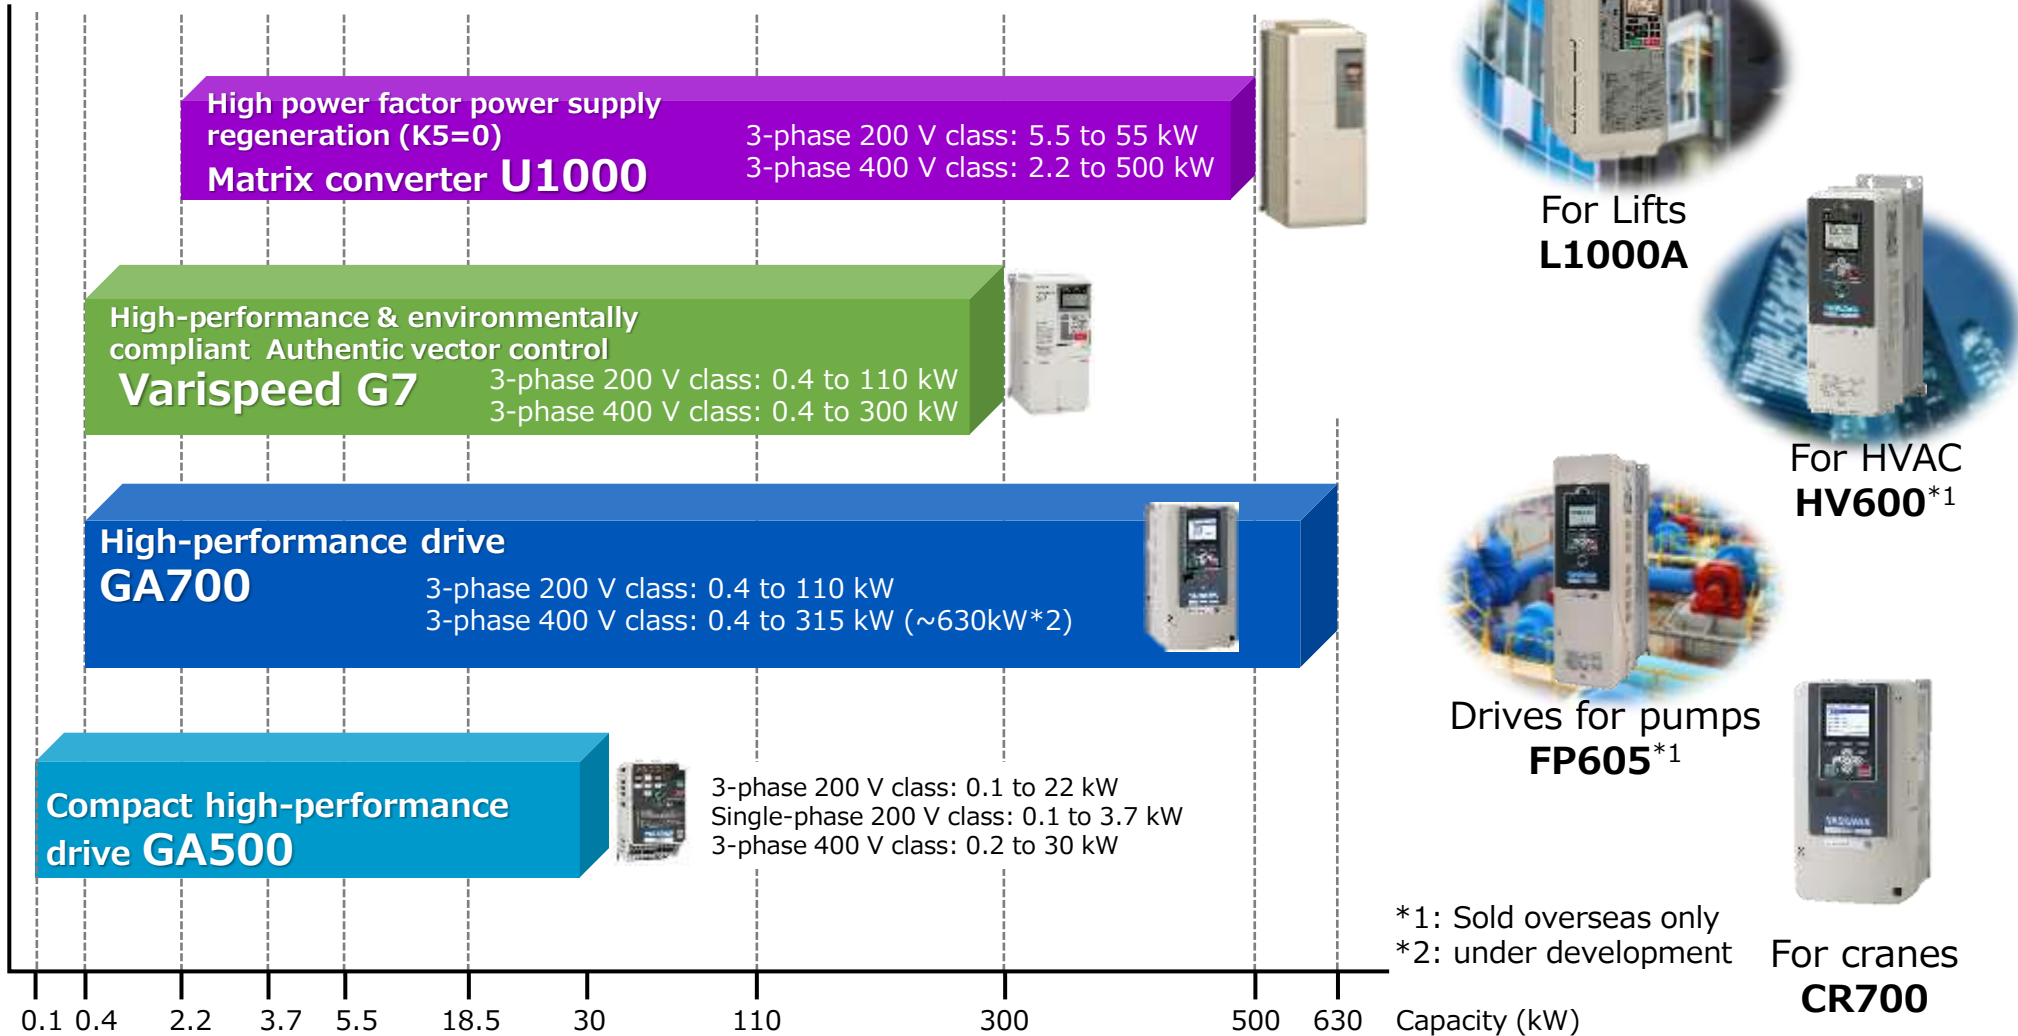 High power factor power supply
regeneration (K5=0)
Matrix converter U1000
3-phase 200 V class: 5.5 to 55 kW
3-phase 400 V class: 2.2 to 500 kW
High-performance & environmentally
compliant Authentic vector control
Varispeed G7
3-phase 200 V class: 0.4 to 110 kW
3-phase 400 V class: 0.4 to 300 kW
High-performance drive
GA700
3-phase 200 V class: 0.4 to 110 kW
3-phase 400 V class: 0.4 to 315 kW (~630kW*2)
Compact high-performance
drive GA500
3-phase 200 V class: 0.1 to 22 kW
Single-phase 200 V class: 0.1 to 3.7 kW
3-phase 400 V class: 0.2 to 30 kW
0.1 0.4 2.2 3.7 5.5 18.5 30 110 300 500 630 Capacity (kW)
For Lifts
L1000A
For HVAC
HV600*1
Drives for pumps
FP605*1
*1: Sold overseas only
*2: under development
For cranes
CR700